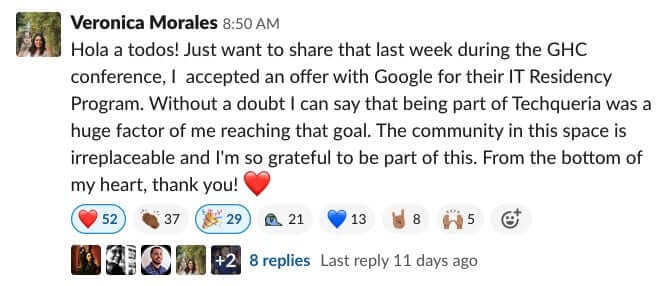 Veronica Morales 8:50 AM
Hola a todos! Just want to share that last week during the GHC
conference, I accepted an offer with Google for their IT Residency
Program. Without a doubt I can say that being part of Techqueria was a
huge factor of me reaching that goal. The community in this space is
irreplaceable and I'm so grateful to be part of this. From the bottom of
my heart, thank you! ❤️
❤️ 52 👏🏾 37 🎉 29 21 💙 13 🤘🏽 8 🙌🏽 5
+2 8 replies Last reply 11 days ago